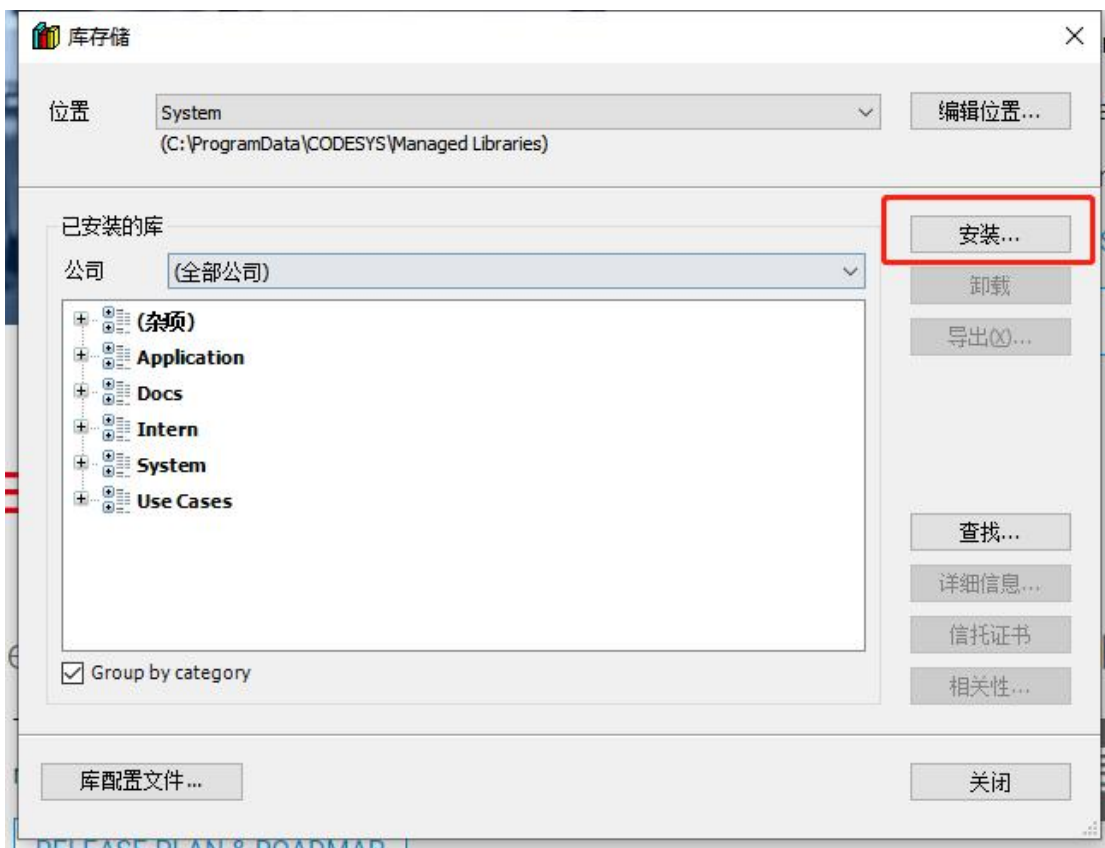 库存储
位置
System
编辑位置...
(C:\ProgramData\CODESYS\Managed Libraries)
已安装的库
安装...
公司
(全部公司)
卸载
(杂项)
导出(X)...
Application
Docs
Intern
System
Use Cases
查找...
详细信息...
信托证书
Group by category
相关性...
库配置文件...
关闭
RELEASE PLAN & ROADMAP